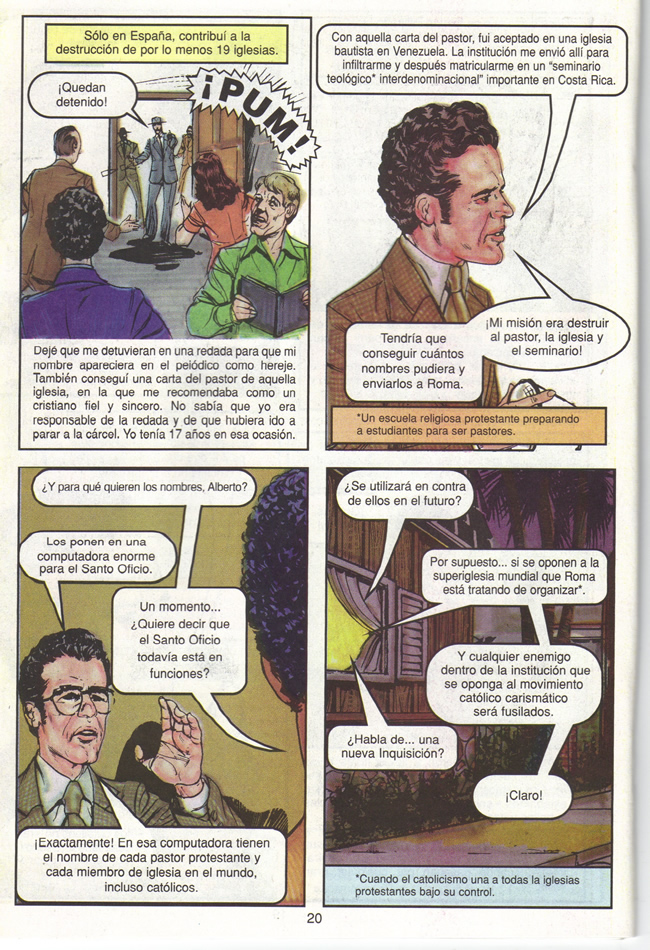 Sólo en España, contribuí a la
destrucción de por lo menos 19 iglesias.
¡Quedan
detenido!
¡PUM!
Dejé que me detuvieran en una redada para que mi
nombre apareciera en el peiódico como hereje.
También conseguí una carta del pastor de aquella
iglesia, en la que me recomendaba como un
cristiano fiel y sincero. No sabía que yo era
responsable de la redada y de que hubiera ido a
parar a la cárcel. Yo tenía 17 años en esa ocasión.
Con aquella carta del pastor, fui aceptado en una iglesia
bautista en Venezuela. La institución me envió allí para
infiltrarme y después matricularme en un "seminario
teológico* interdenominacional" importante en Costa Rica.
¡Mi misión era destruir
al pastor, la iglesia y
el seminario!
Tendría que
conseguir cuántos
nombres pudiera y
enviarlos a Roma.
*Un escuela religiosa protestante preparando
a estudiantes para ser pastores.
¿Y para qué quieren los nombres, Alberto?
Los ponen en una
computadora enorme
para el Santo Oficio.
Un momento...
¿Quiere decir que
el Santo Oficio
todavía está en
funciones?
¡Exactamente! En esa computadora tienen
el nombre de cada pastor protestante y
cada miembro de iglesia en el mundo,
incluso católicos.
¿Se utilizará en contra
de ellos en el futuro?
Por supuesto... si se oponen a la
superiglesia mundial que Roma
está tratando de organizar*.
Y cualquier enemigo
dentro de la institución que
se oponga al movimiento
católico carismático
será fusilados.
¿Habla de... una
nueva Inquisición?
¡Claro!
*Cuando el catolicismo una a todas la iglesias
protestantes bajo su control.
20